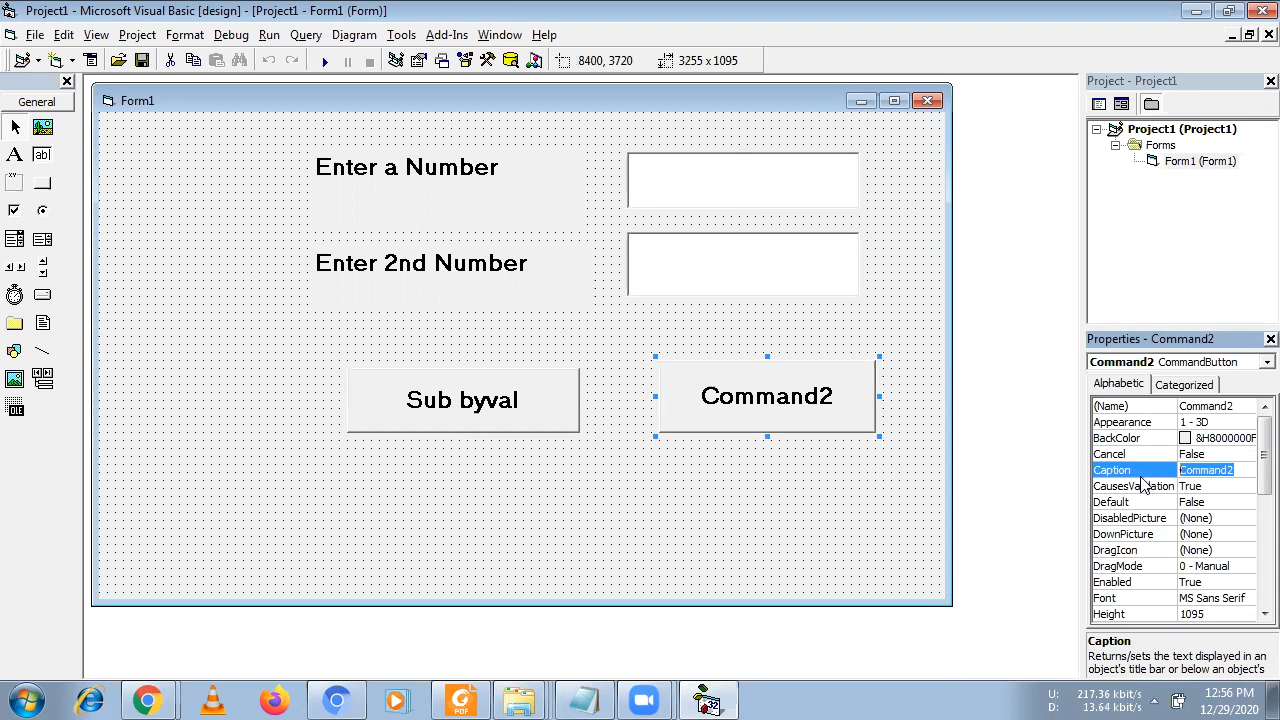 Project1 - Microsoft Visual Basic [design] - [Project1 - Form1 (Form)]
File Edit View Project Format Debug Run Query Diagram Tools Add-Ins Window Help
8400, 3720 3255 x 1095
General
Form1
Enter a Number
Enter 2nd Number
Sub byval
Command2
Project - Project1
Project1 (Project1)
Forms
Form1 (Form1)
Properties - Command2
Command2 CommandButton
Alphabetic Categorized
(Name) Command2
Appearance 1 - 3D
BackColor &H8000000F
Cancel False
Caption Command2
CausesValidation True
Default False
DisabledPicture (None)
DownPicture (None)
DragIcon (None)
DragMode 0 - Manual
Enabled True
Font MS Sans Serif
Height 1095
Caption
Returns/sets the text displayed in an
object's title bar or below an object's
U: 217.36 kbit/s
D: 13.64 kbit/s
12:56 PM
12/29/2020
A
ab|
xy
OLE
PDF
32